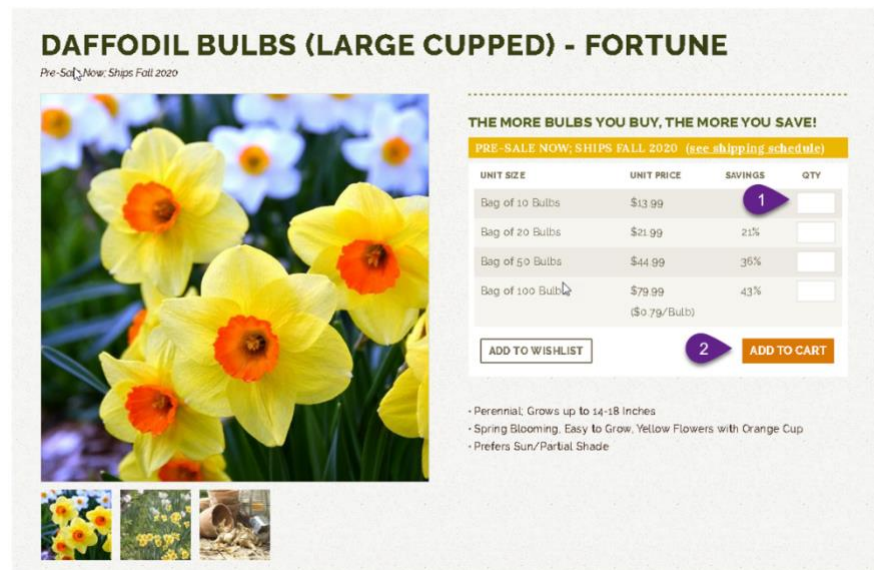 DAFFODIL BULBS (LARGE CUPPED) - FORTUNE
Pre-Sale Now; Ships Fall 2020
THE MORE BULBS YOU BUY, THE MORE YOU SAVE!
PRE-SALE NOW; SHIPS FALL 2020 (see shipping schedule)
UNIT SIZE UNIT PRICE SAVINGS QTY
Bag of 10 Bulbs $13.99 1
Bag of 20 Bulbs $21.99 21%
Bag of 50 Bulbs $44.99 36%
Bag of 100 Bulbs $79.99 43%
($0.79/Bulb)
ADD TO WISHLIST 2 ADD TO CART
• Perennial; Grows up to 14-18 Inches
• Spring Blooming, Easy to Grow, Yellow Flowers with Orange Cup
• Prefers Sun/Partial Shade